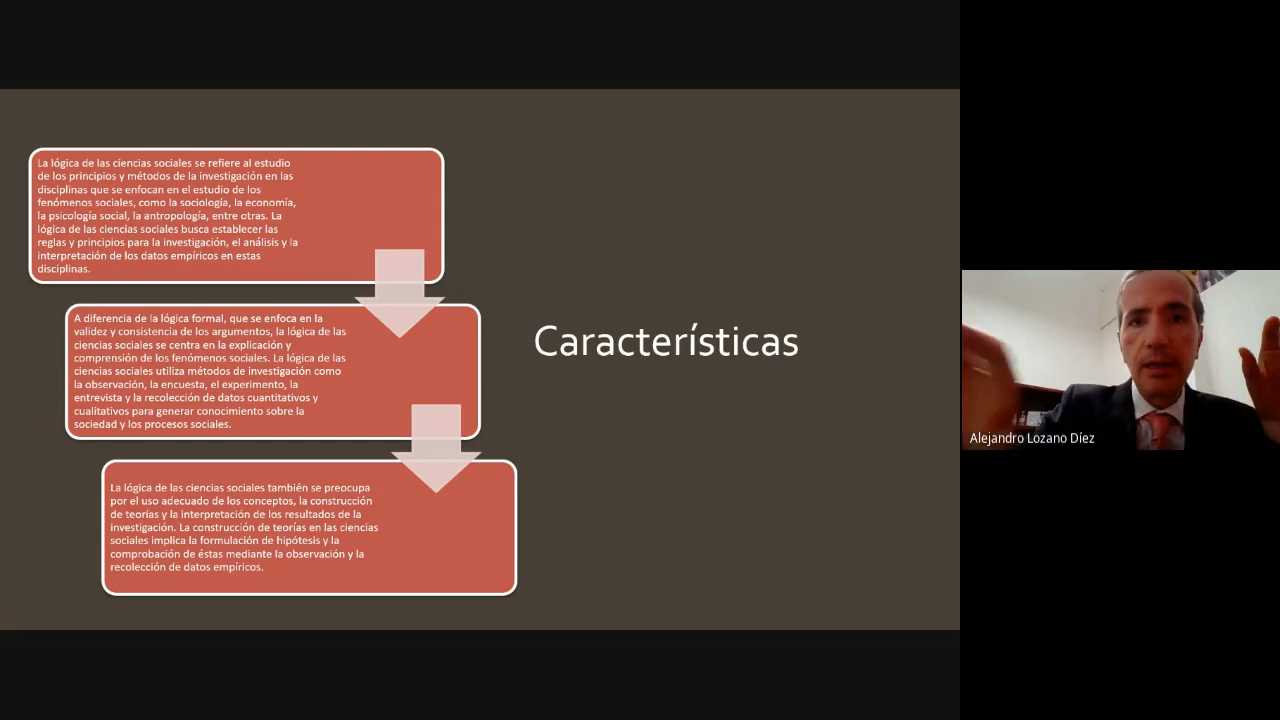 La lógica de las ciencias sociales se refiere al estudio
de los principios y métodos de la investigación en las
disciplinas que se enfocan en el estudio de los
fenómenos sociales, como la sociología, la economía,
la psicología social, la antropología, entre otras. La
lógica de las ciencias sociales busca establecer las
reglas y principios para la investigación, el análisis y la
interpretación de los datos empíricos en estas
disciplinas.
A diferencia de la lógica formal, que se enfoca en la
validez y consistencia de los argumentos, la lógica de las
ciencias sociales se centra en la explicación y
comprensión de los fenómenos sociales. La lógica de las
ciencias sociales utiliza métodos de investigación como
la observación, la encuesta, el experimento, la
entrevista y la recolección de datos cuantitativos y
cualitativos para generar conocimiento sobre la
sociedad y los procesos sociales.
La lógica de las ciencias sociales también se preocupa
por el uso adecuado de los conceptos, la construcción
de teorías y la interpretación de los resultados de la
investigación. La construcción de teorías en las ciencias
sociales implica la formulación de hipótesis y la
comprobación de éstas mediante la observación y la
recolección de datos empíricos.
Características
Alejandro Lozano Díez